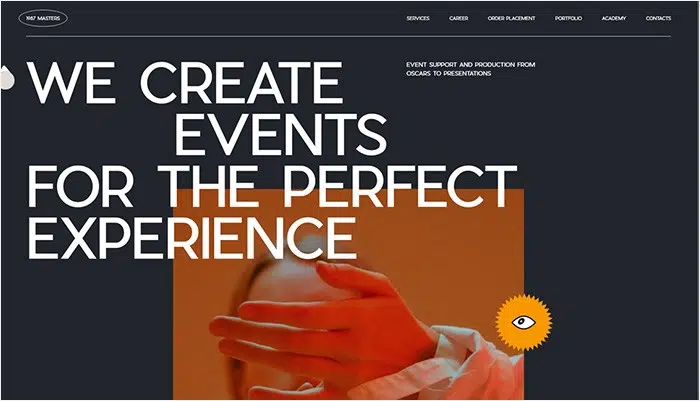 1987 MASTERS
SERVICES
CAREER
ORDER PLACEMENT
PORTFOLIO
ACADEMY
CONTACTS
WE CREATE
EVENTS
FOR THE PERFECT
EXPERIENCE
EVENT SUPPORT AND PRODUCTION FROM
OSCARS TO PRESENTATIONS